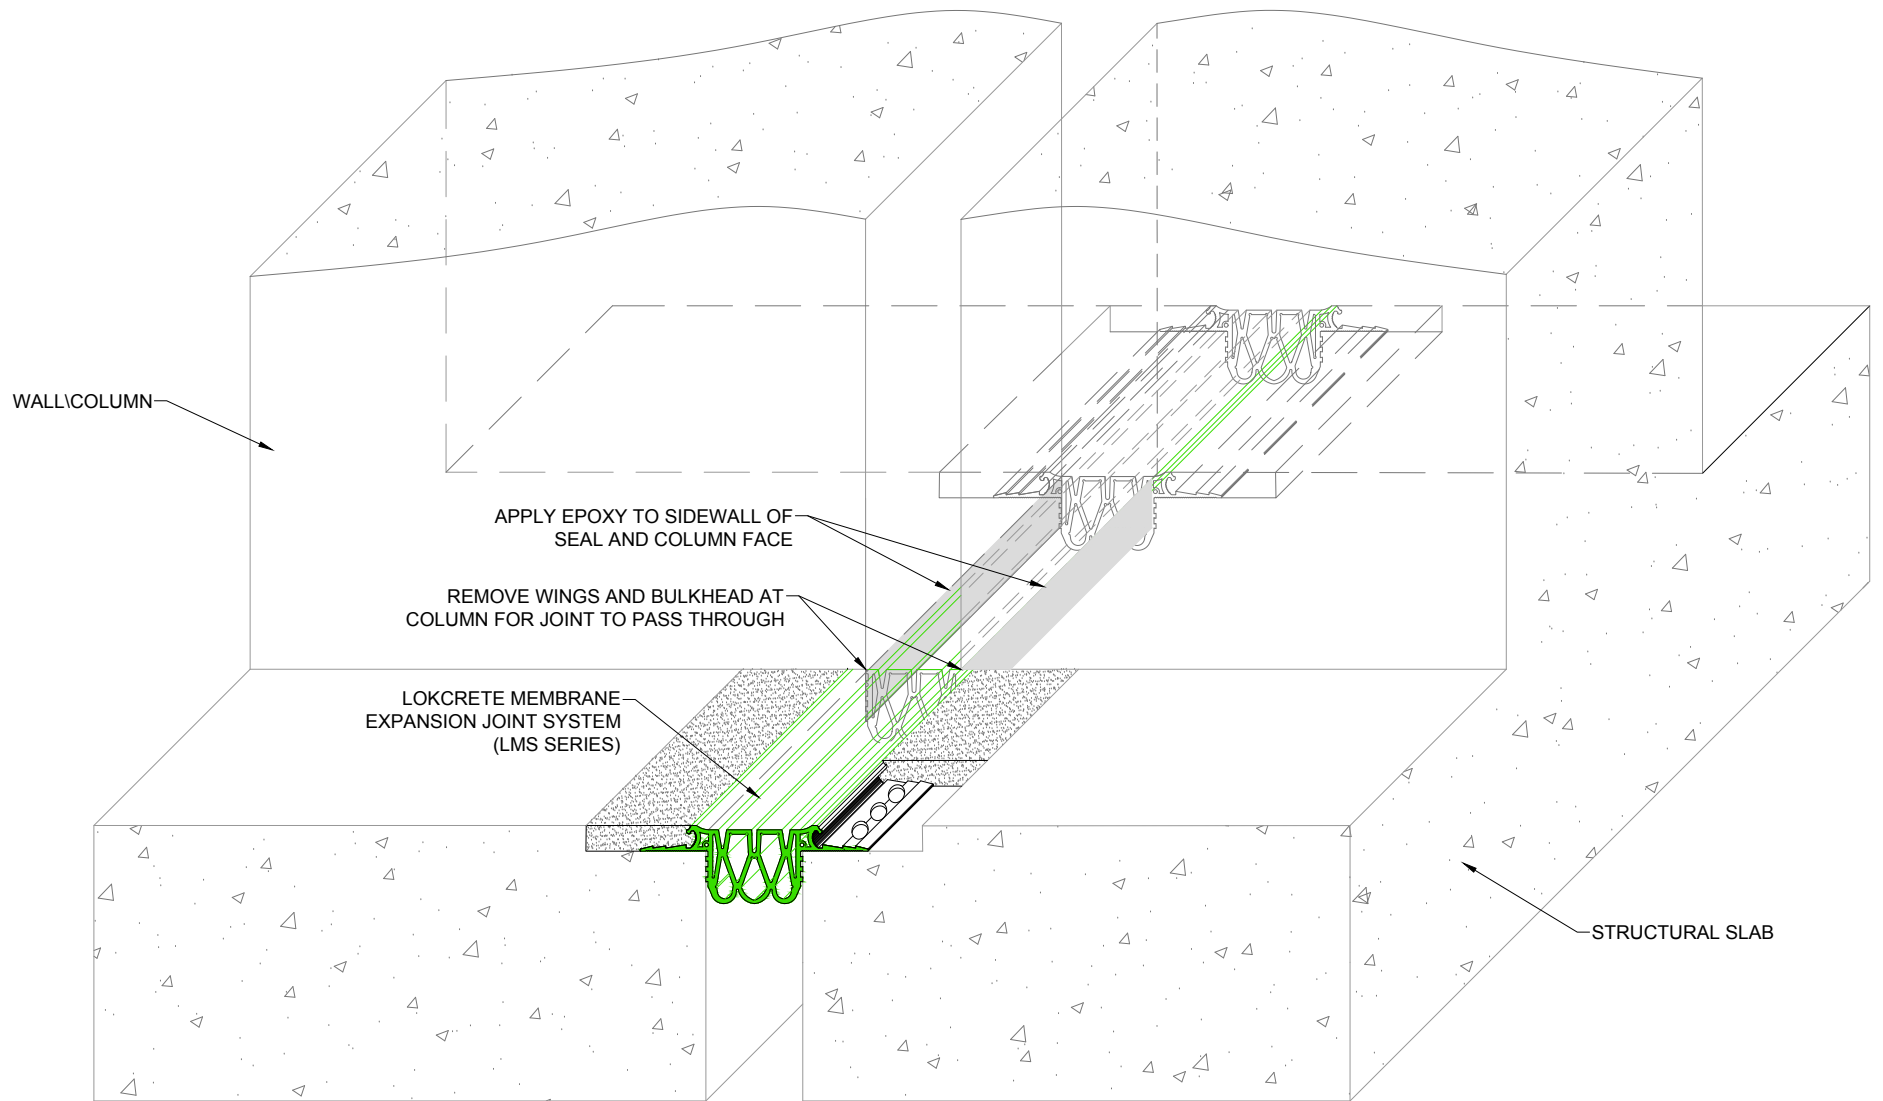 WALL\COLUMN
APPLY EPOXY TO SIDEWALL OF
SEAL AND COLUMN FACE
REMOVE WINGS AND BULKHEAD AT
COLUMN FOR JOINT TO PASS THROUGH
LOKCRETE MEMBRANE
EXPANSION JOINT SYSTEM
(LMS SERIES)
STRUCTURAL SLAB